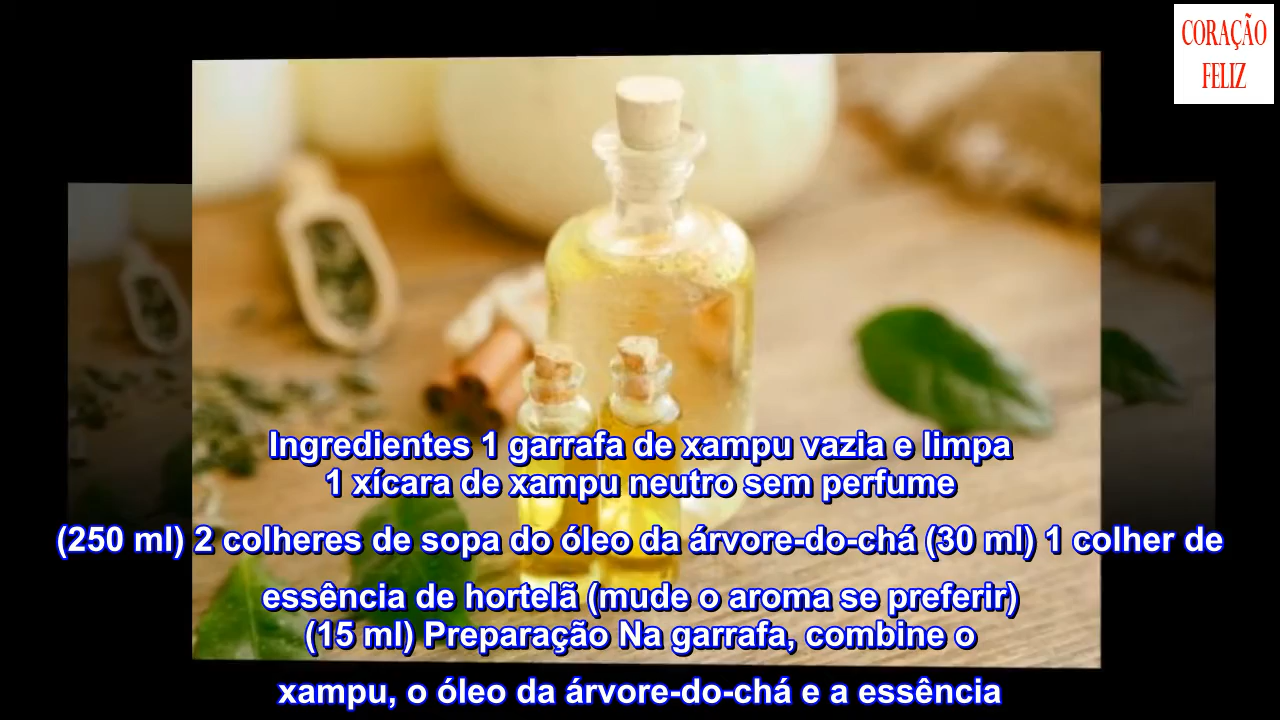 CORAÇÃO
FELIZ
Ingredientes 1 garrafa de xampu vazia e limpa
1 xícara de xampu neutro sem perfume
(250 ml) 2 colheres de sopa do óleo da árvore-do-chá (30 ml) 1 colher de
essência de hortelã (mude o aroma se preferir)
(15 ml) Preparação Na garrafa, combine o
xampu, o óleo da árvore-do-chá e a essência